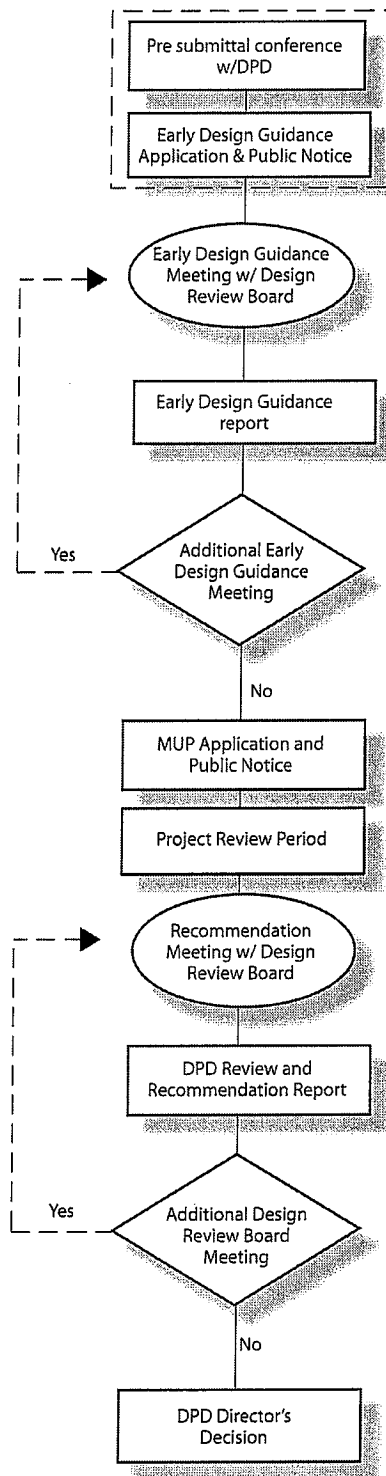 Pre submittal conference
w/DPD
Early Design Guidance
Application & Public Notice
Early Design Guidance
Meeting w/ Design
Review Board
Early Design Guidance
report
Yes
Additional Early
Design Guidance
Meeting
No
MUP Application and
Public Notice
Project Review Period
Recommendation
Meeting w/ Design
Review Board
DPD Review and
Recommendation Report
Yes
Additional Design
Review Board
Meeting
No
DPD Director's
Decision